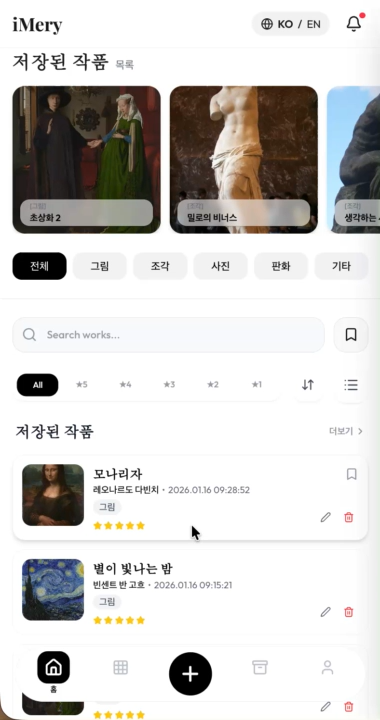 iMery
KO / EN
저장된 작품 목록
[그림]
초상화 2
[조각]
밀로의 비너스
[조각]
생각하는
전체
그림
조각
사진
판화
기타
Search works...
All
★5
★4
★3
★2
★1
저장된 작품
더보기 >
모나리자
레오나르도 다빈치 • 2026.01.16 09:28:52
그림
★★★★★
별이 빛나는 밤
빈센트 반 고흐 • 2026.01.16 09:15:21
그림
★★★★★
홈
★★★★★